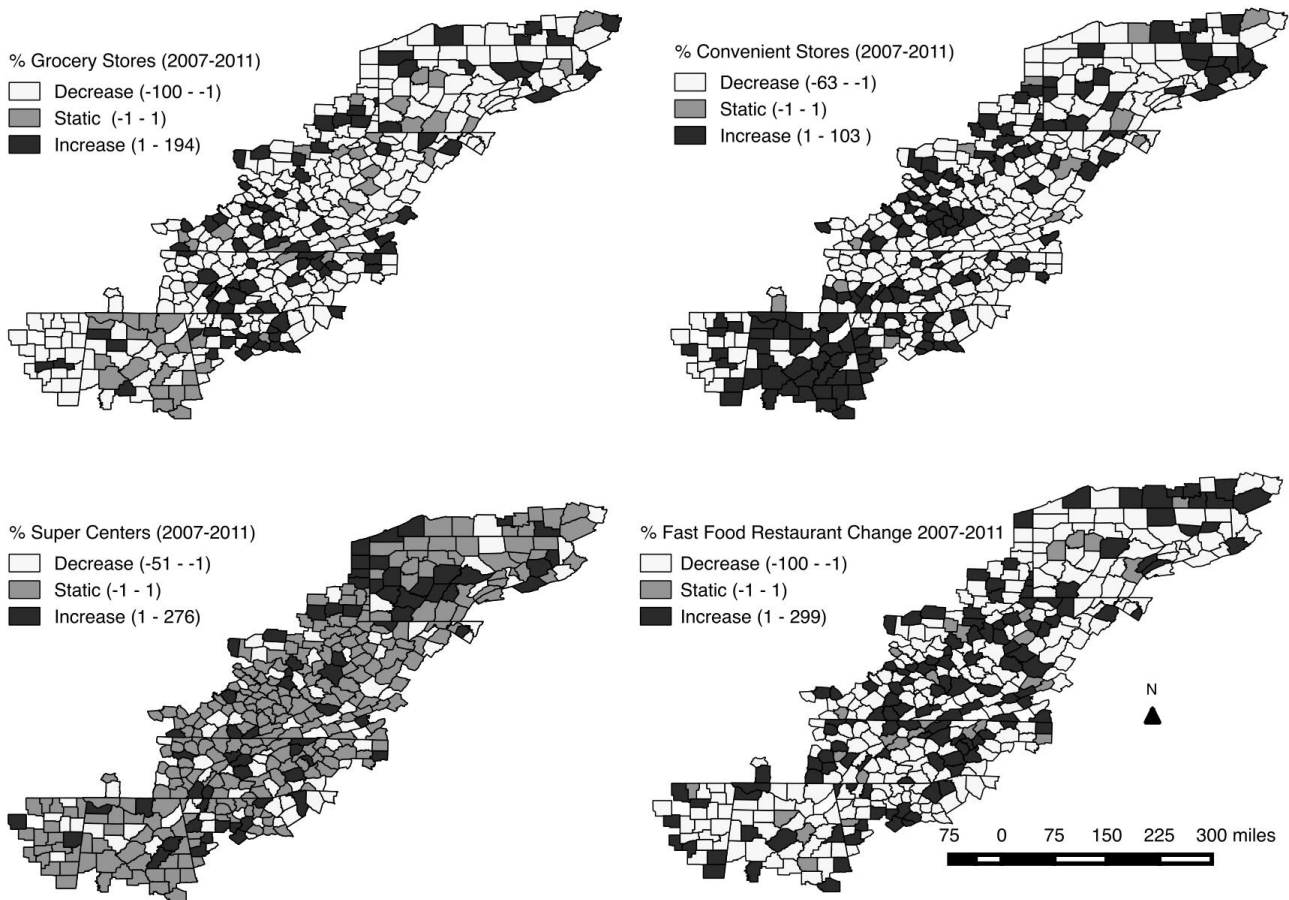 % Grocery Stores (2007-2011)
Decrease (-100 - -1)
Static (-1 - 1)
Increase (1 - 194)
% Convenient Stores (2007-2011)
Decrease (-63 - -1)
Static (-1 - 1)
Increase (1 - 103 )
% Super Centers (2007-2011)
Decrease (-51 - -1)
Static (-1 - 1)
Increase (1 - 276)
% Fast Food Restaurant Change 2007-2011
Decrease (-100 - -1)
Static (-1 - 1)
Increase (1 - 299)
N
75 0 75 150 225 300 miles